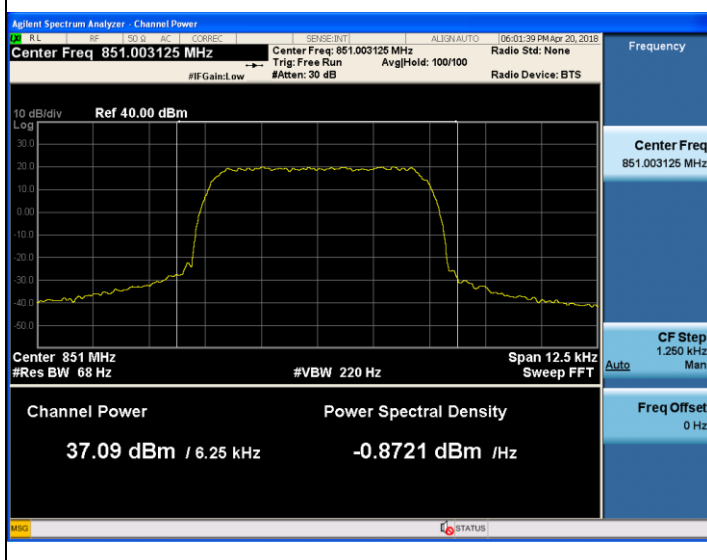 Agilent Spectrum Analyzer - Channel Power
LXI RL RF 50 Ω AC CORREC SENSE:INT ALIGNAUTO 06:01:39 PM Apr 20, 2018
Center Freq 851.003125 MHz
Center Freq: 851.003125 MHz Radio Std: None
Trig: Free Run Avg|Hold: 100/100
#IFGain:Low #Atten: 30 dB Radio Device: BTS
10 dB/div Ref 40.00 dBm
Log
30.0
20.0
10.0
0.00
-10.0
-20.0
-30.0
-40.0
-50.0
Center 851 MHz Span 12.5 kHz
#Res BW 68 Hz #VBW 220 Hz Sweep FFT
Channel Power Power Spectral Density
37.09 dBm / 6.25 kHz -0.8721 dBm /Hz
Frequency
Center Freq
851.003125 MHz
CF Step
1.250 kHz
Auto Man
Freq Offset
0 Hz
MSG STATUS